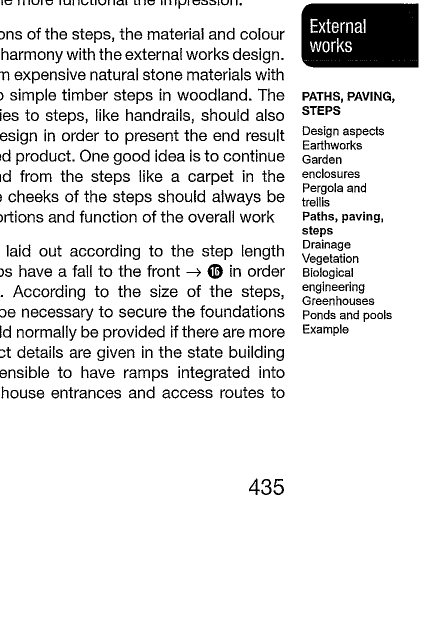 e more functional the impression.
ons of the steps, the material and colour
harmony with the external works design.
m expensive natural stone materials with
o simple timber steps in woodland. The
ies to steps, like handrails, should also
esign in order to present the end result
ed product. One good idea is to continue
nd from the steps like a carpet in the
e cheeks of the steps should always be
ortions and function of the overall work
laid out according to the step length
ps have a fall to the front → ⓰ in order
. According to the size of the steps,
be necessary to secure the foundations
ld normally be provided if there are more
ct details are given in the state building
ensible to have ramps integrated into
house entrances and access routes to
435
External
works
PATHS, PAVING,
STEPS
Design aspects
Earthworks
Garden
enclosures
Pergola and
trellis
Paths, paving,
steps
Drainage
Vegetation
Biological
engineering
Greenhouses
Ponds and pools
Example